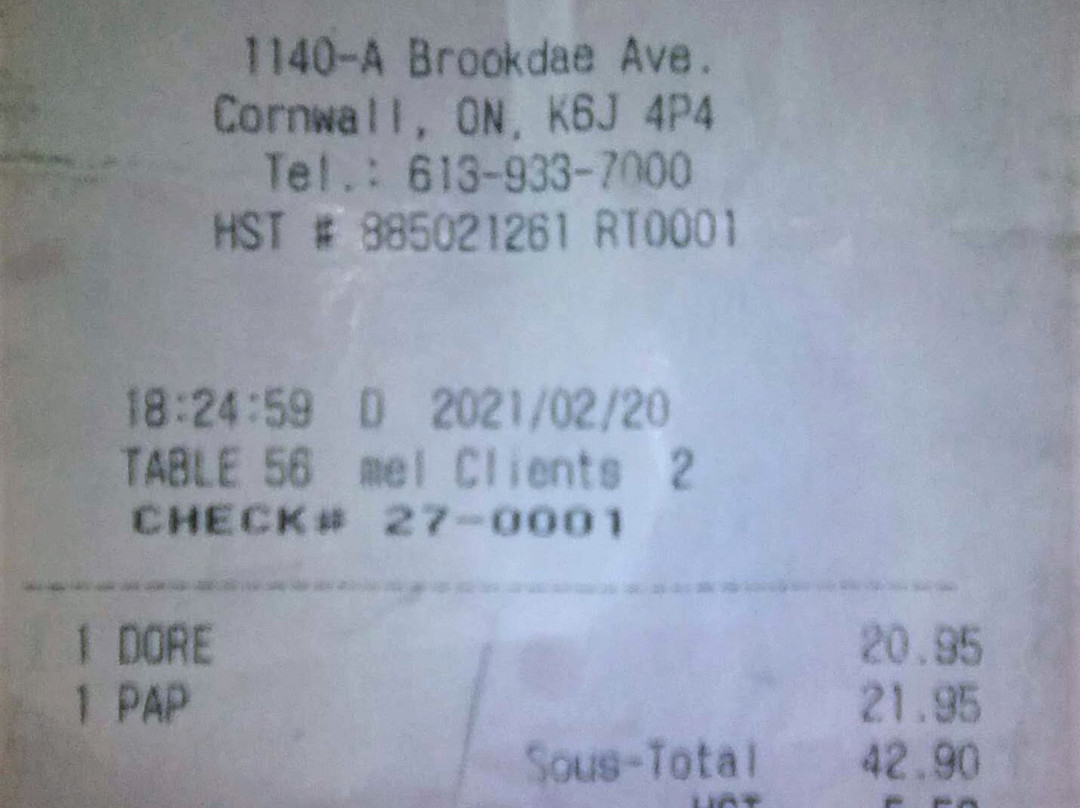 1140-A Brookdae Ave.
Cornwall, ON, K6J 4P4
Tel.: 613-933-7000
HST # 885021261 RT0001
18:24:59 D 2021/02/20
TABLE 56 mel Clients 2
CHECK# 27-0001
1 DORE 20.95
1 PAP 21.95
Sous-Total 42.90
HST